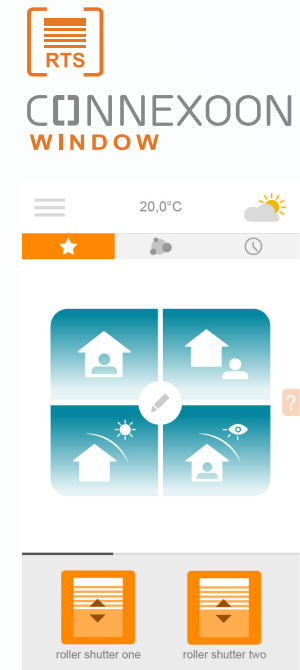 RTS
CONNEXOON
WINDOW
20,0°C
?
roller shutter one
roller shutter two